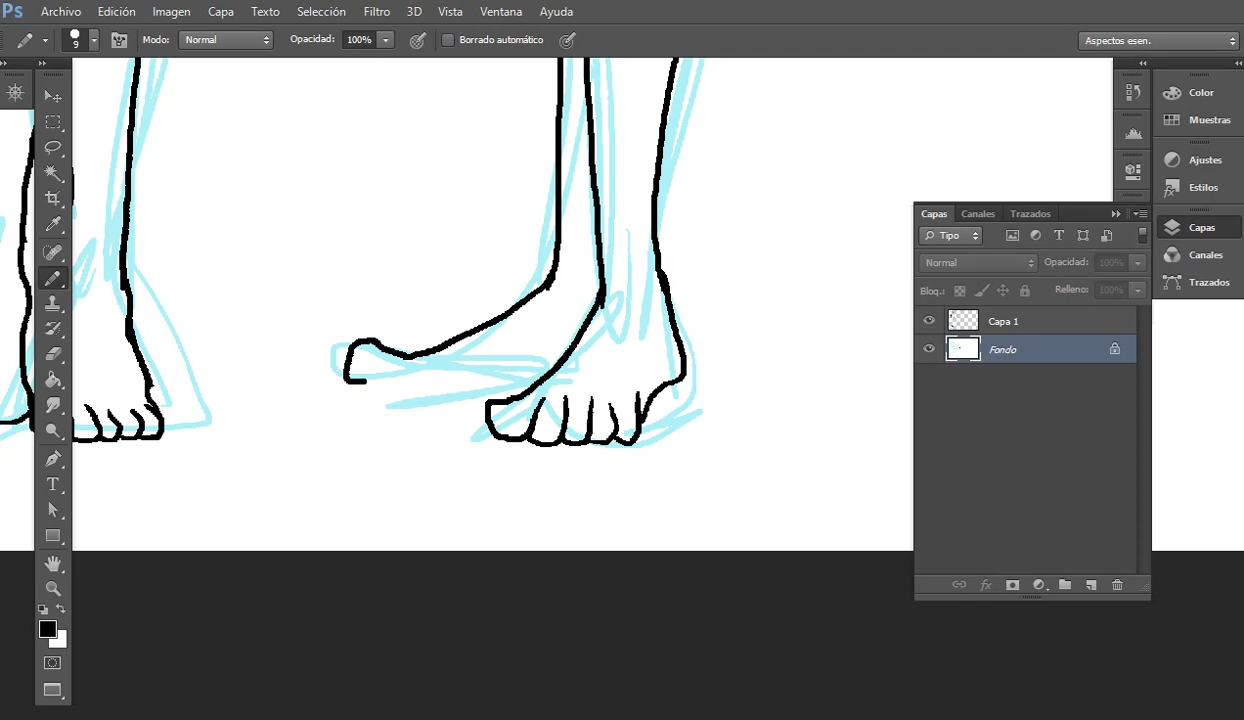 Ps Archivo Edición Imagen Capa Texto Selección Filtro 3D Vista Ventana Ayuda
9 Modo: Normal Opacidad: 100% Borrado automático Aspectos esen.
Color
Muestras
Ajustes
Estilos
Capas
Canales
Trazados
Capas Canales Trazados
Tipo T
Normal Opacidad: 100%
Bloq.: Relleno: 100%
Capa 1
Fondo
fx
T